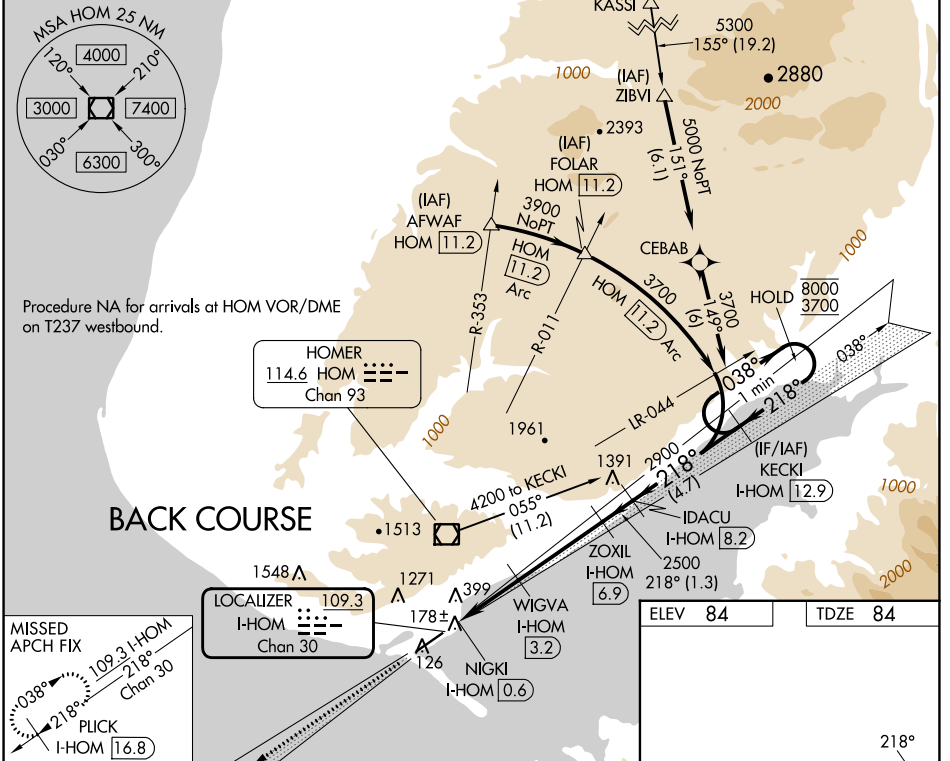 MSA HOM 25 NM
120°
4000
210°
3000
7400
030°
6300
300°
Procedure NA for arrivals at HOM VOR/DME
on T237 westbound.
KASSI
5300
155° (19.2)
1000
(IAF)
ZIBVI
2880
2000
2393
5000 NoPT
151°
(6.1)
(IAF)
FOLAR
HOM 11.2
(IAF)
AFWAF
HOM 11.2
3900
NoPT
HOM
11.2
Arc
CEBAB
1000
3700
(6)
HOM 11.2 Arc
3700
149°
HOLD
8000
3700
R-353
R-011
HOMER
114.6 HOM
Chan 93
038°
1 min
218°
038°
LR-044
1000
1961
1391
2900
218°
(4.7)
(IF/IAF)
KECKI
I-HOM 12.9
1000
4200 to KECKI
055°
(11.2)
BACK COURSE
1513
IDACU
I-HOM 8.2
ZOXIL
I-HOM
6.9
2500
218° (1.3)
2000
1548
1271
399
LOCALIZER 109.3
I-HOM
Chan 30
178±
126
WIGVA
I-HOM
3.2
NIGKI
I-HOM 0.6
MISSED
APCH FIX
109.3 I-HOM
218°
Chan 30
038°
218°
PLICK
I-HOM 16.8
ELEV 84
TDZE 84
218°